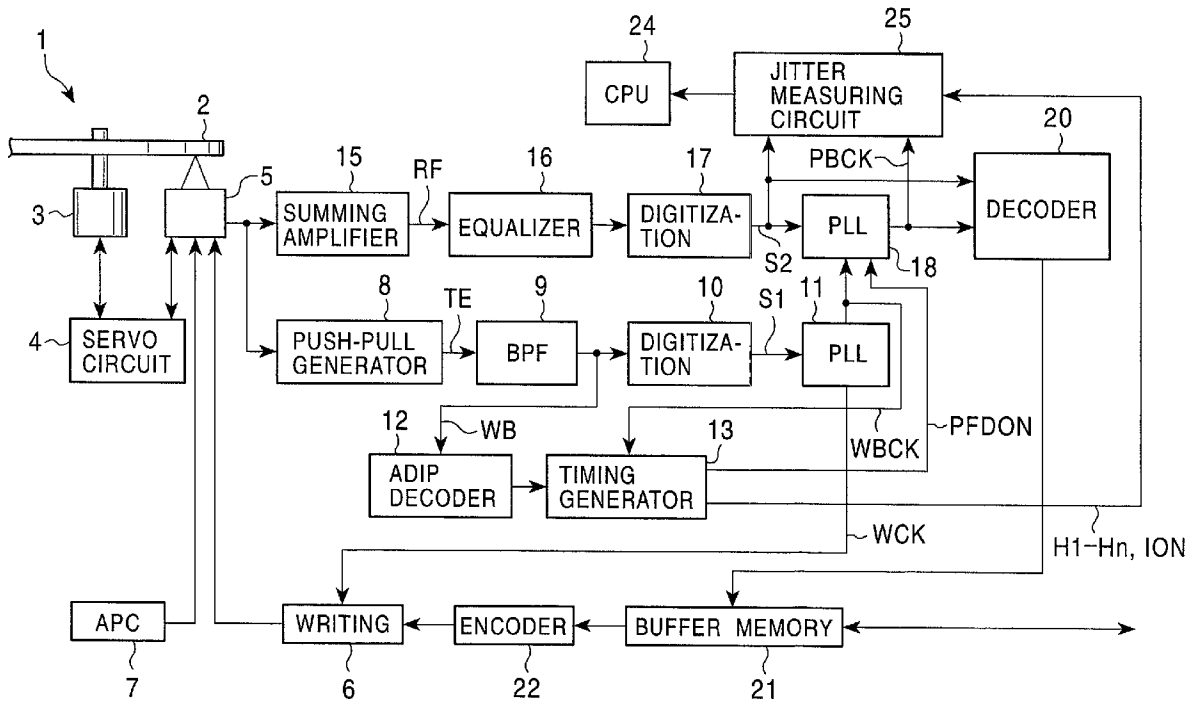 24
25
1
CPU
JITTER
MEASURING
CIRCUIT
20
2
15
RF
16
17
PBCK
5
3
SUMMING
AMPLIFIER
EQUALIZER
DIGITIZA-
TION
PLL
DECODER
S2
18
8
TE
9
10
S1
11
4
SERVO
CIRCUIT
PUSH-PULL
GENERATOR
BPF
DIGITIZA-
TION
PLL
12
WB
13
WBCK
PFDON
ADIP
DECODER
TIMING
GENERATOR
WCK
H1-Hn, ION
APC
WRITING
ENCODER
BUFFER MEMORY
7
6
22
21